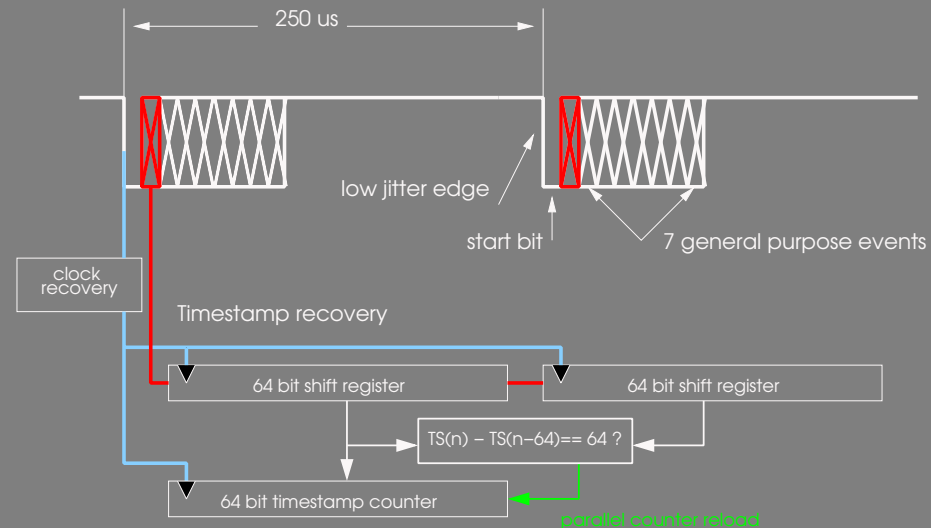 250 us
low jitter edge
start bit
7 general purpose events
clock
recovery
Timestamp recovery
64 bit shift register
64 bit shift register
TS(n) − TS(n−64)== 64 ?
64 bit timestamp counter
parallel counter reload